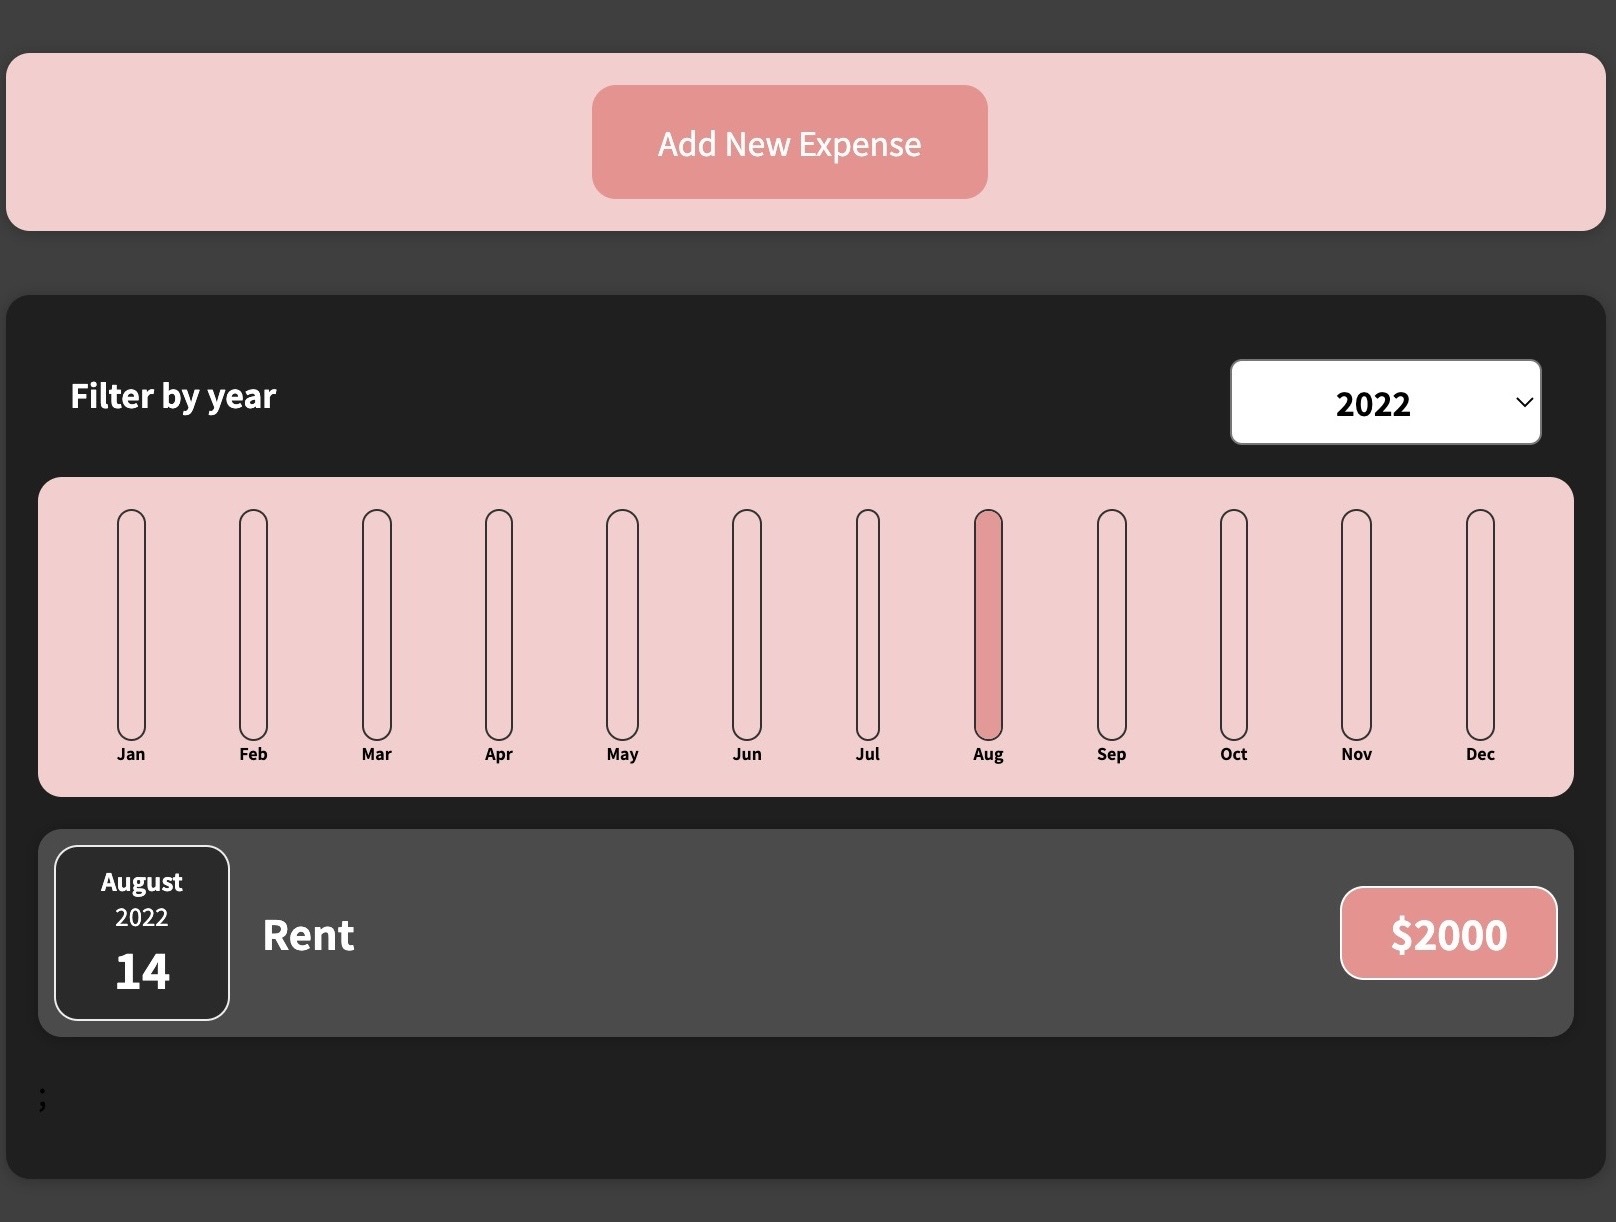 Add New Expense
Filter by year
2022
Jan Feb Mar Apr May Jun Jul Aug Sep Oct Nov Dec
August
2022
14
Rent
$2000
;